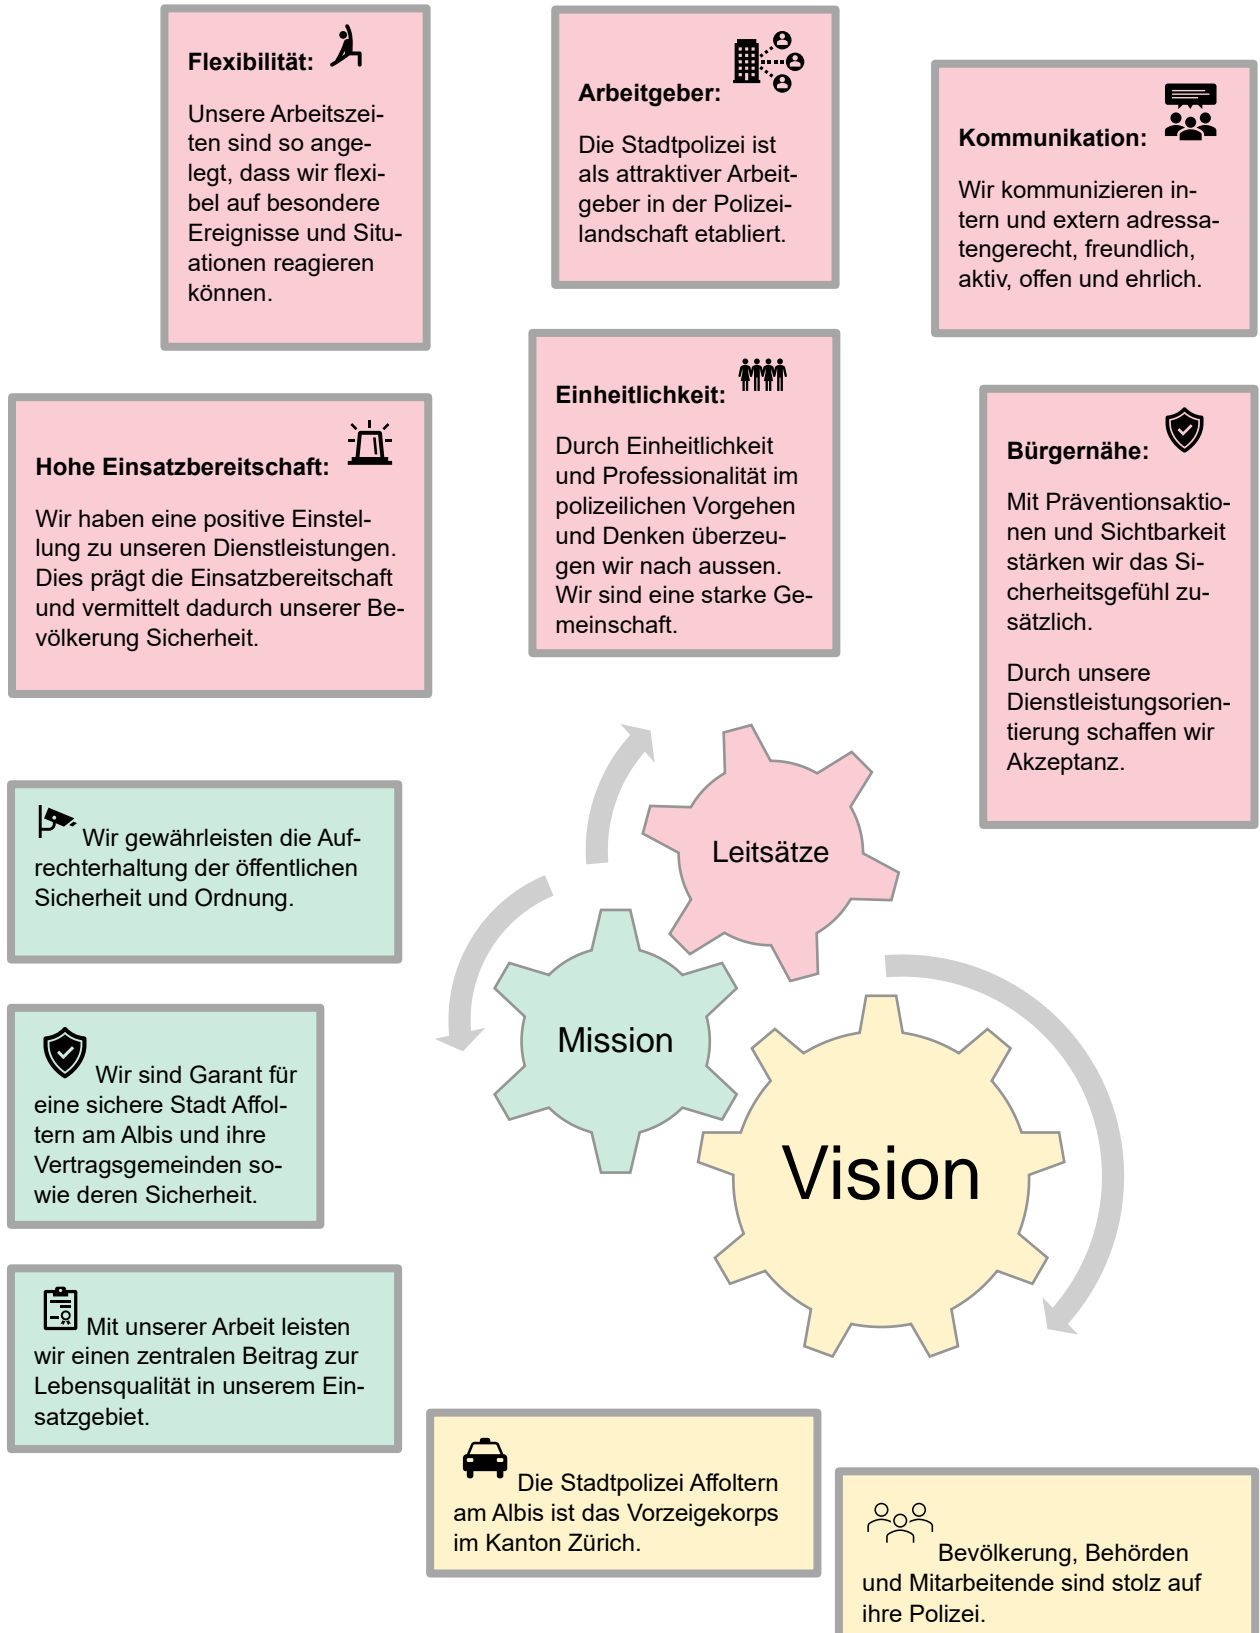 Flexibilität:
Unsere Arbeitszei-
ten sind so ange-
legt, dass wir flexi-
bel auf besondere
Ereignisse und Situ-
ationen reagieren
können.
Arbeitgeber:
Die Stadtpolizei ist
als attraktiver Arbeit-
geber in der Polizei-
landschaft etabliert.
Kommunikation:
Wir kommunizieren in-
tern und extern adressa-
tengerecht, freundlich,
aktiv, offen und ehrlich.
Hohe Einsatzbereitschaft:
Wir haben eine positive Einstel-
lung zu unseren Dienstleistungen.
Dies prägt die Einsatzbereitschaft
und vermittelt dadurch unserer Be-
völkerung Sicherheit.
Einheitlichkeit:
Durch Einheitlichkeit
und Professionalität im
polizeilichen Vorgehen
und Denken überzeu-
gen wir nach aussen.
Wir sind eine starke Ge-
meinschaft.
Bürgernähe:
Mit Präventionsaktio-
nen und Sichtbarkeit
stärken wir das Si-
cherheitsgefühl zu-
sätzlich.
Durch unsere
Dienstleistungsorien-
tierung schaffen wir
Akzeptanz.
Leitsätze
Wir gewährleisten die Auf-
rechterhaltung der öffentlichen
Sicherheit und Ordnung.
Mission
Wir sind Garant für
eine sichere Stadt Affol-
tern am Albis und ihre
Vertragsgemeinden so-
wie deren Sicherheit.
Vision
Mit unserer Arbeit leisten
wir einen zentralen Beitrag zur
Lebensqualität in unserem Ein-
satzgebiet.
Die Stadtpolizei Affoltern
am Albis ist das Vorzeigekorps
im Kanton Zürich.
Bevölkerung, Behörden
und Mitarbeitende sind stolz auf
ihre Polizei.